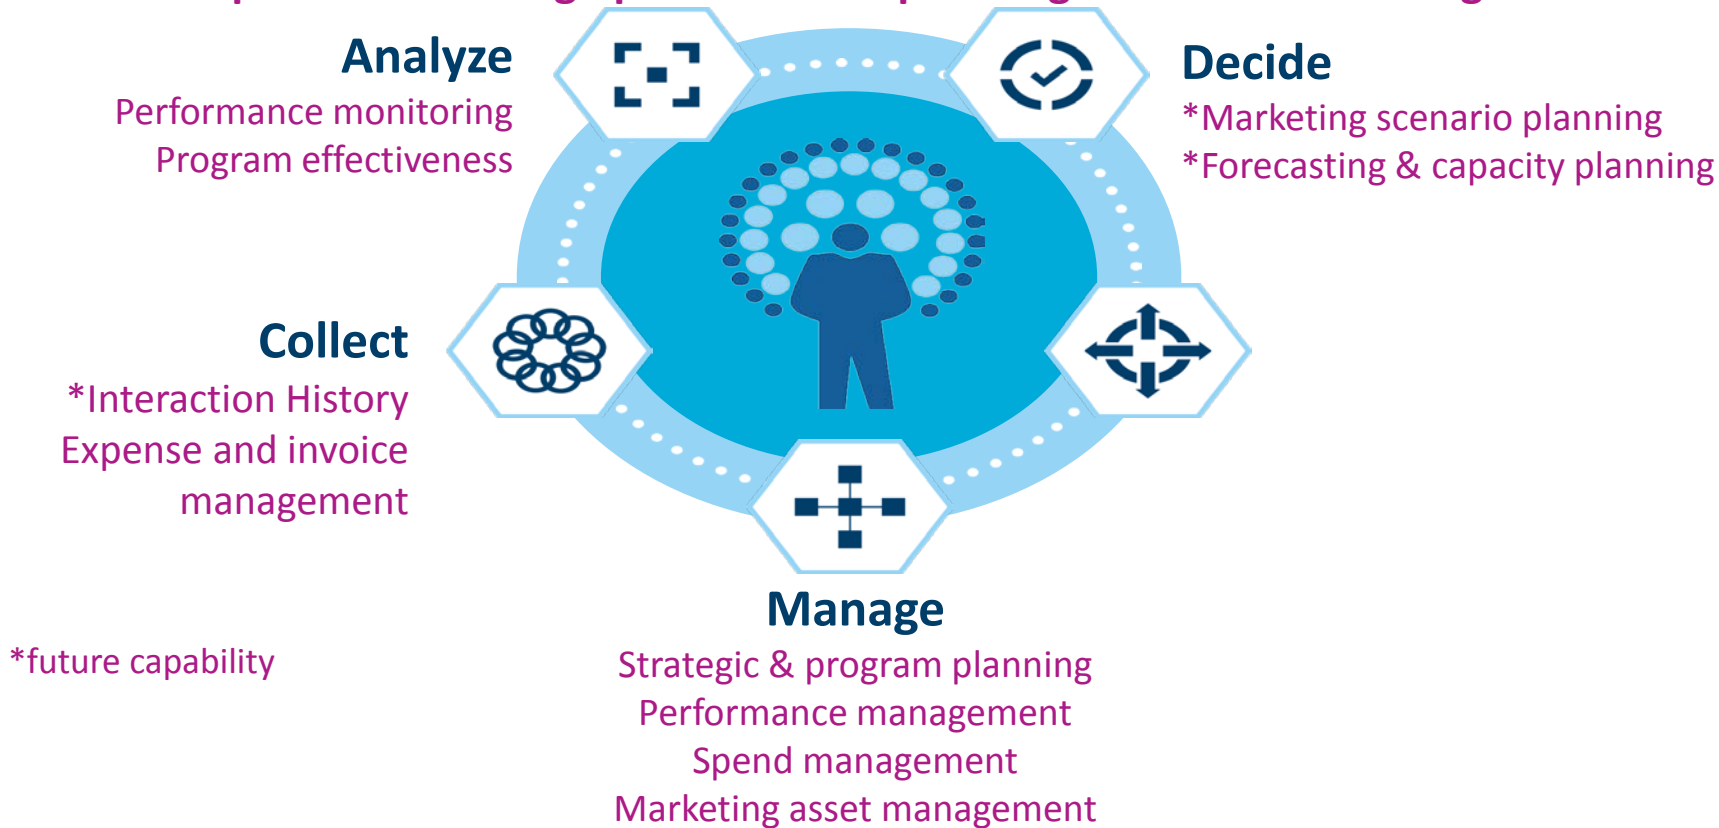 Analyze
Performance monitoring
Program effectiveness
Decide
*Marketing scenario planning
*Forecasting & capacity planning
Collect
*Interaction History
Expense and invoice
management
Manage
Strategic & program planning
Performance management
Spend management
Marketing asset management
*future capability